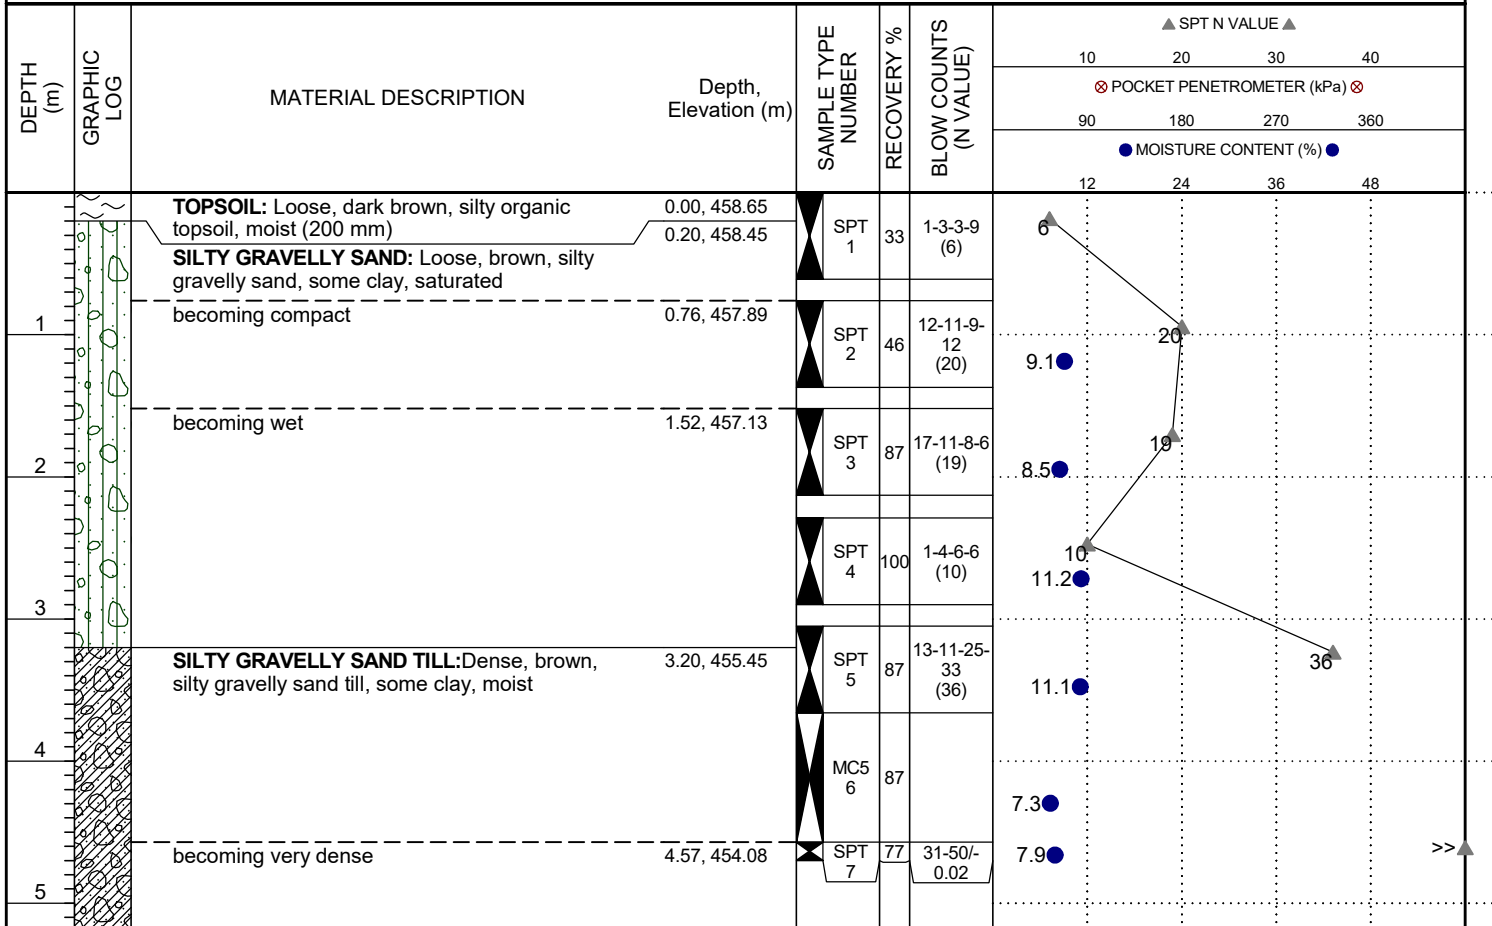 DEPTH
(m)
GRAPHIC
LOG
MATERIAL DESCRIPTION
Depth,
Elevation (m)
SAMPLE TYPE
NUMBER
RECOVERY %
BLOW COUNTS
(N VALUE)
SPT N VALUE
10 20 30 40
POCKET PENETROMETER (kPa)
90 180 270 360
MOISTURE CONTENT (%)
12 24 36 48
TOPSOIL: Loose, dark brown, silty organic
topsoil, moist (200 mm)
0.00, 458.65
0.20, 458.45
SILTY GRAVELLY SAND: Loose, brown, silty
gravelly sand, some clay, saturated
SPT
1
33
1-3-3-9
(6)
6
becoming compact
0.76, 457.89
1
SPT
2
46
12-11-9-
12
(20)
20
9.1
becoming wet
1.52, 457.13
2
SPT
3
87
17-11-8-6
(19)
19
8.5
SPT
4
100
1-4-6-6
(10)
10
11.2
3
SILTY GRAVELLY SAND TILL:Dense, brown,
silty gravelly sand till, some clay, moist
3.20, 455.45
SPT
5
87
13-11-25-
33
(36)
36
11.1
4
MC5
6
87
7.3
becoming very dense
4.57, 454.08
SPT
7
77
31-50/-
0.02
7.9
>>
5